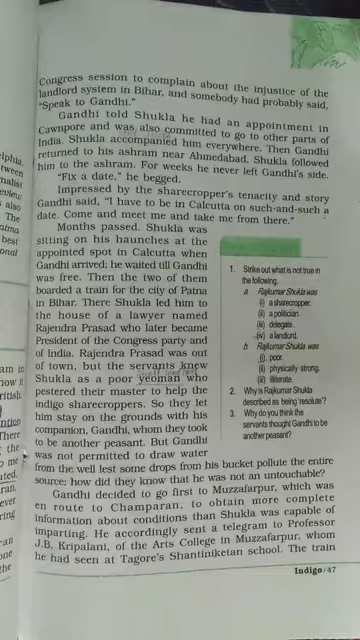 Congress session to complain about the injustice of the
landlord system in Bihar, and somebody had probably said,
“Speak to Gandhi.”
Gandhi told Shukla he had an appointment in
Cawnpore and was also committed to go to other parts of
India. Shukla accompanied him everywhere. Then Gandhi
returned to his ashram near Ahmedabad. Shukla followed
him to the ashram. For weeks he never left Gandhi's side.
“Fix a date,” he begged.
Impressed by the sharecropper's tenacity and story
Gandhi said, “I have to be in Calcutta on such-and-such a
date. Come and meet me and take me from there.”
Months passed. Shukla was
sitting on his haunches at the
appointed spot in Calcutta when
Gandhi arrived; he waited till Gandhi
was free. Then the two of them
boarded a train for the city of Patna
in Bihar. There Shukla led him to
the house of a lawyer named
Rajendra Prasad who later became
President of the Congress party and
of India. Rajendra Prasad was out
of town, but the servants knew
Shukla as a poor yeoman who
pestered their master to help the
indigo sharecroppers. So they let
him stay on the grounds with his
companion, Gandhi, whom they took
to be another peasant. But Gandhi
was not permitted to draw water
from the well lest some drops from his bucket pollute the entire
source; how did they know that he was not an untouchable?
Gandhi decided to go first to Muzzafarpur, which was
en route to Champaran, to obtain more complete
information about conditions than Shukla was capable of
imparting. He accordingly sent a telegram to Professor
J.B. Kripalani, of the Arts College in Muzzafarpur, whom
he had seen at Tagore's Shantiniketan school. The train
1. Strike out what is not true in
the following.
a Rajkumar Shukla was
(i) a sharecropper.
(ii) a politician.
(iii) delegate.
(iv) a landlord.
b Rajkumar Shukla was
(i) poor.
(ii) physically strong.
(iii) illiterate.
2. Why is Rajkumar Shukla
described as being 'resolute'?
3. Why do you think the
servants thought Gandhi to be
another peasant?
Indigo/47